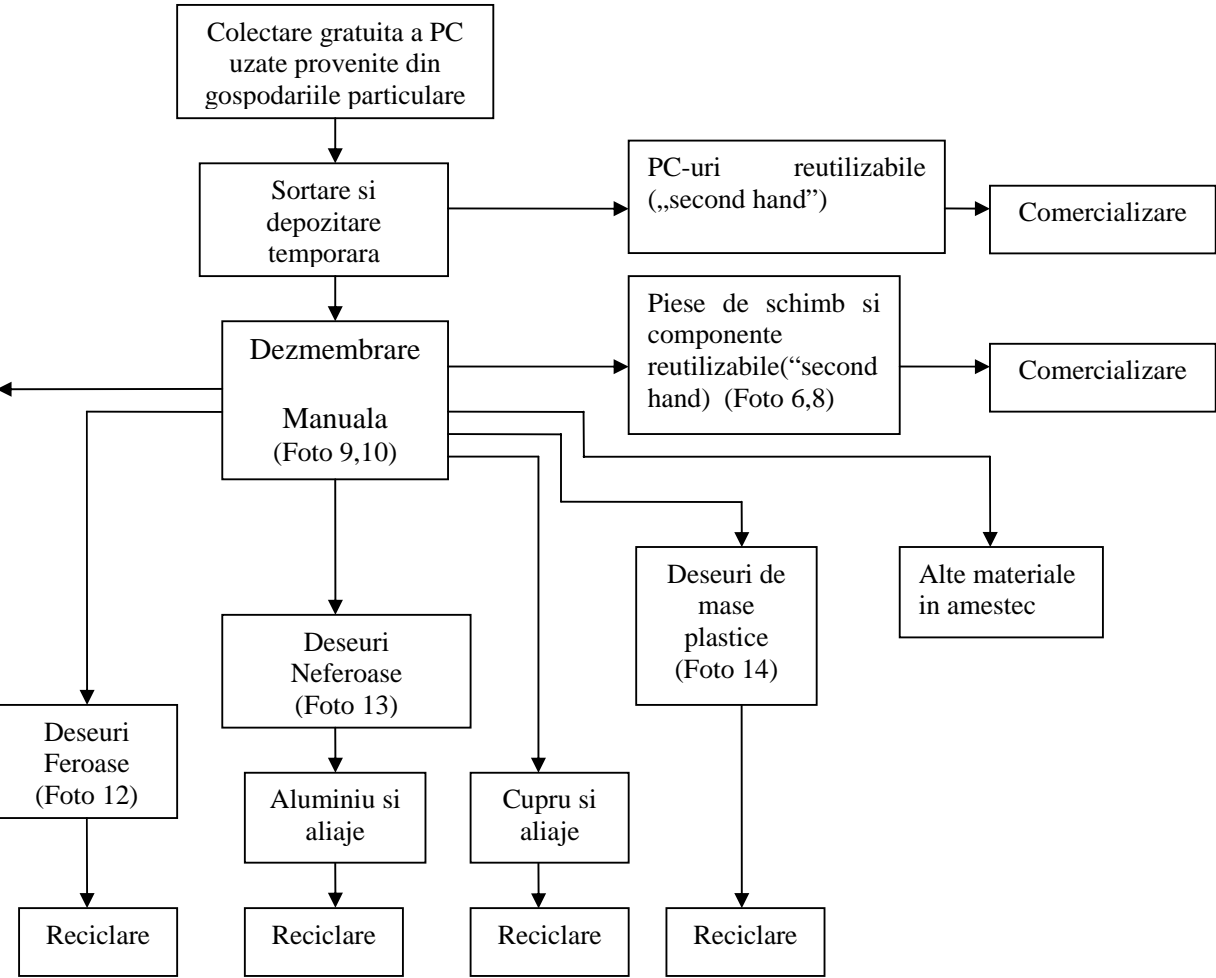 Colectare gratuita a PC
uzate provenite din
gospodariile particulare
Sortare si
depozitare
temporara
PC-uri reutilizabile
(„second hand”)
Comercializare
Dezmembrare
Manuala
(Foto 9,10)
Piese de schimb si
componente
reutilizabile(“second
hand) (Foto 6,8)
Comercializare
Deseuri de
mase
plastice
(Foto 14)
Alte materiale
in amestec
Deseuri
Neferoase
(Foto 13)
Deseuri
Feroase
(Foto 12)
Aluminiu si
aliaje
Cupru si
aliaje
Reciclare
Reciclare
Reciclare
Reciclare